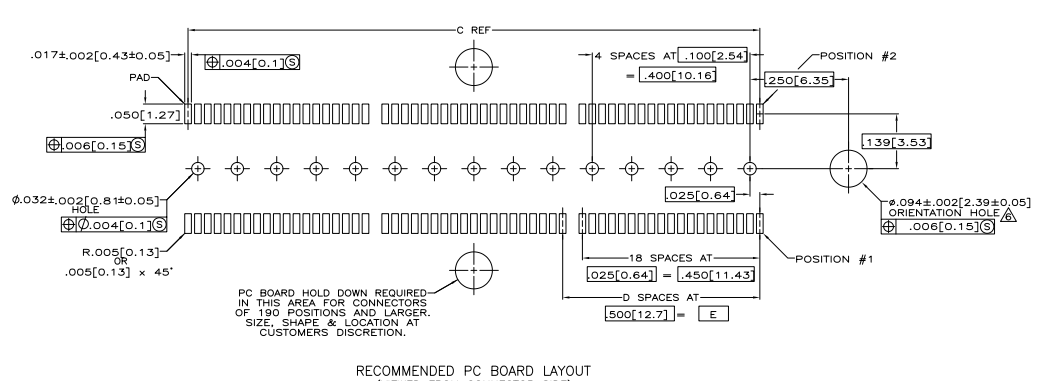 C REF
.017±.002[0.43±0.05]
⌖.004[0.1]Ⓢ
4 SPACES AT .100[2.54]
= .400[10.16]
POSITION #2
.250[6.35]
PAD
.050[1.27]
⌖.006[0.15]Ⓢ
.139[3.53]
Ø.032±.002[0.81±0.05]
HOLE
⌖Ø.004[0.1]Ⓢ
.025[0.64]
Ø.094±.002[2.39±0.05]
ORIENTATION HOLE 6
⌖ .006[0.15]Ⓢ
R.005[0.13]
OR
.005[0.13] x 45°
18 SPACES AT
.025[0.64] = .450[11.43]
POSITION #1
PC BOARD HOLD DOWN REQUIRED
IN THIS AREA FOR CONNECTORS
OF 190 POSITIONS AND LARGER.
SIZE, SHAPE & LOCATION AT
CUSTOMERS DISCRETION.
D SPACES AT
.500[12.7] = E
RECOMMENDED PC BOARD LAYOUT